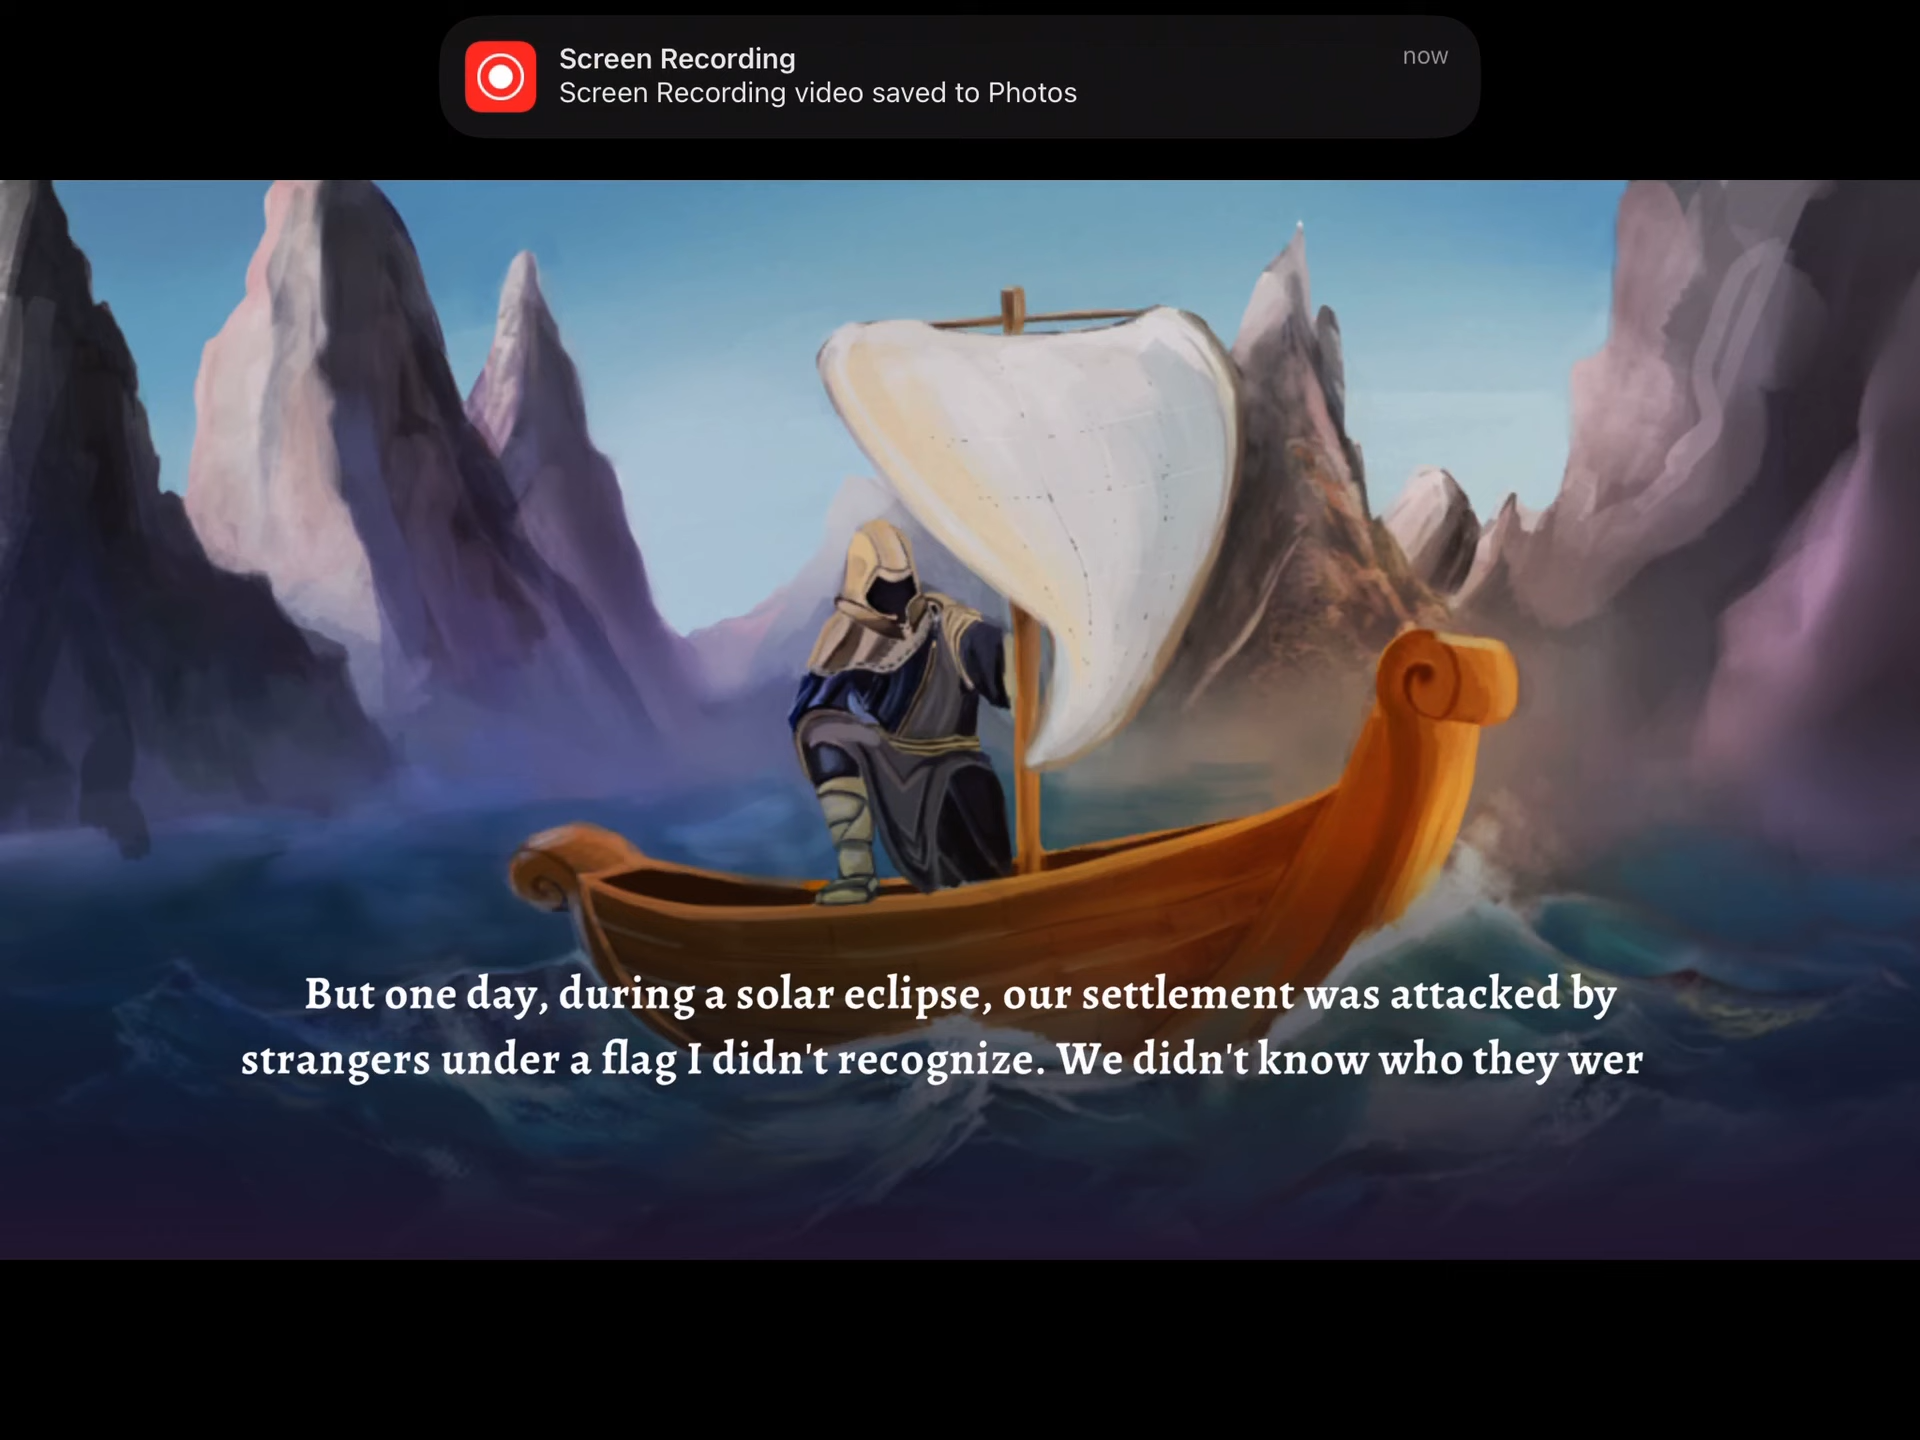 Screen Recording
now
Screen Recording video saved to Photos
But one day, during a solar eclipse, our settlement was attacked by
strangers under a flag I didn't recognize. We didn't know who they wer